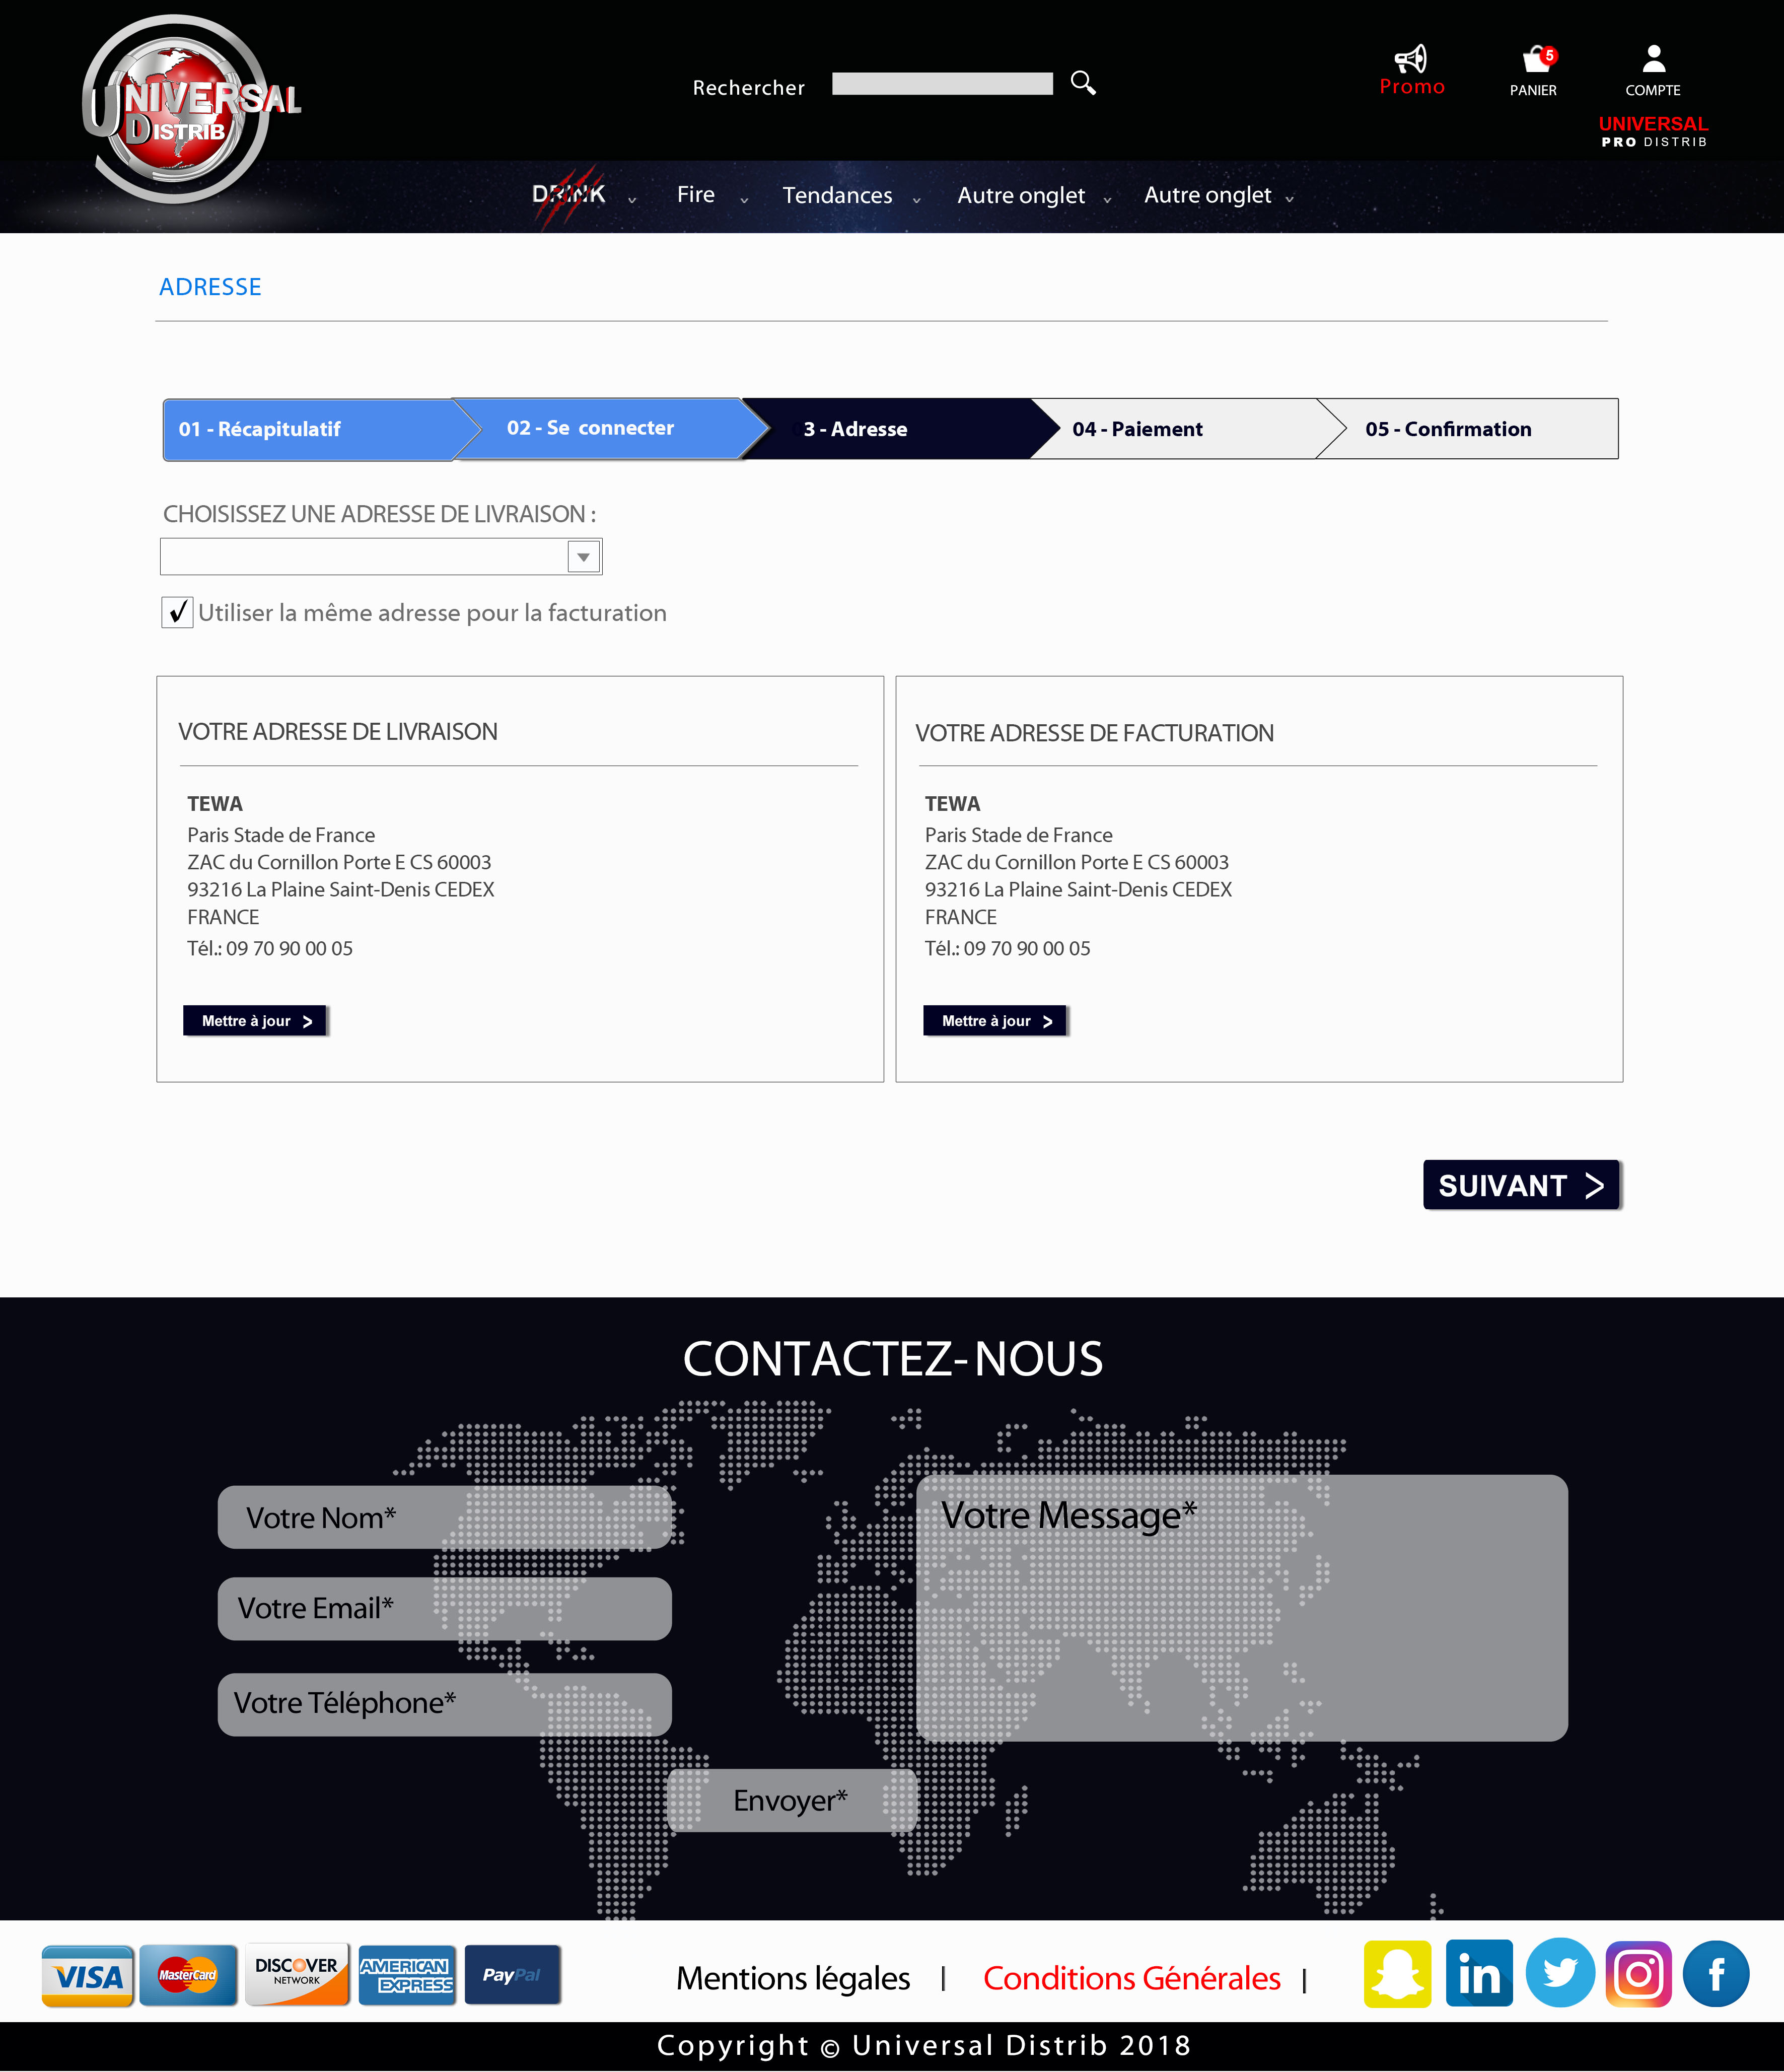 UNIVERSAL
DISTRIB
Rechercher
Promo
5
PANIER
COMPTE
UNIVERSAL
PRO DISTRIB
DRINK
Fire
Tendances
Autre onglet
Autre onglet
ADRESSE
01 - Récapitulatif
02 - Se connecter
3 - Adresse
04 - Paiement
05 - Confirmation
CHOISISSEZ UNE ADRESSE DE LIVRAISON :
Utiliser la même adresse pour la facturation
VOTRE ADRESSE DE LIVRAISON
TEWA
Paris Stade de France
ZAC du Cornillon Porte E CS 60003
93216 La Plaine Saint-Denis CEDEX
FRANCE
Tél.: 09 70 90 00 05
Mettre à jour >
VOTRE ADRESSE DE FACTURATION
TEWA
Paris Stade de France
ZAC du Cornillon Porte E CS 60003
93216 La Plaine Saint-Denis CEDEX
FRANCE
Tél.: 09 70 90 00 05
Mettre à jour >
SUIVANT >
CONTACTEZ-NOUS
Votre Nom*
Votre Email*
Votre Téléphone*
Votre Message*
Envoyer*
VISA
MasterCard
DISCOVER
NETWORK
AMERICAN
EXPRESS
PayPal
Mentions légales |
Conditions Générales |
in
f
Copyright © Universal Distrib 2018